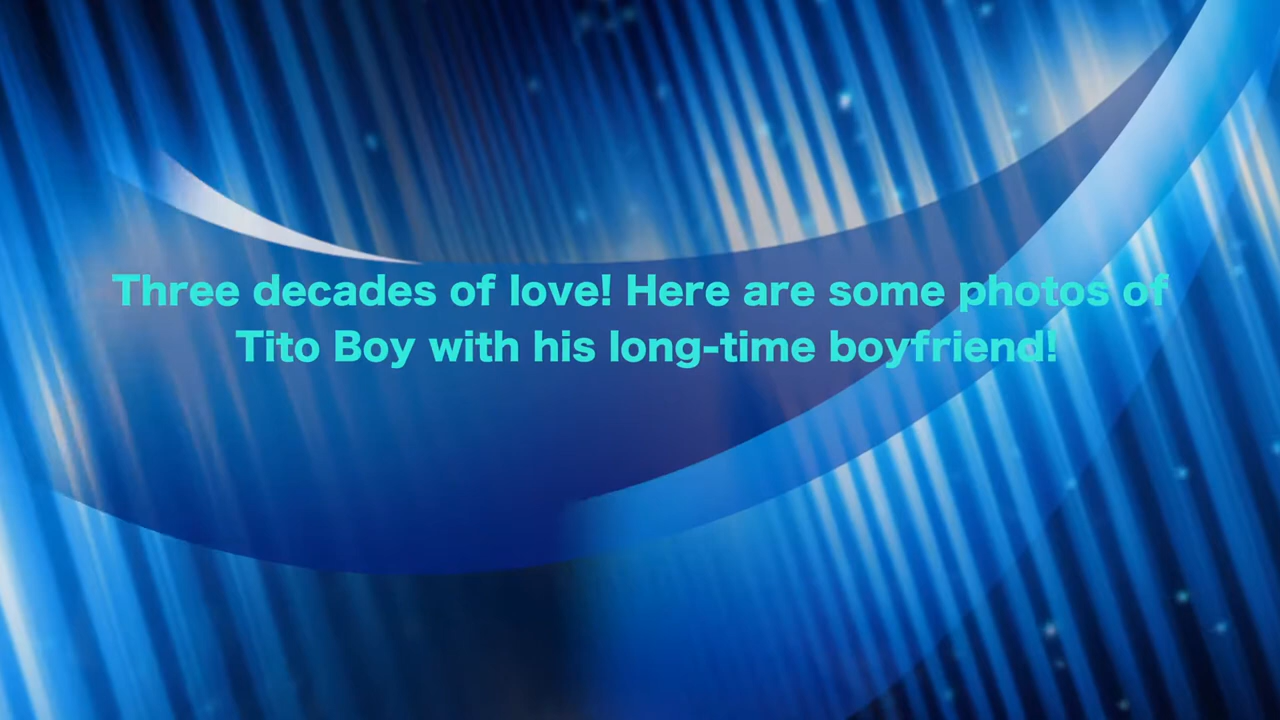 Three decades of love! Here are some photos of
Tito Boy with his long-time boyfriend!